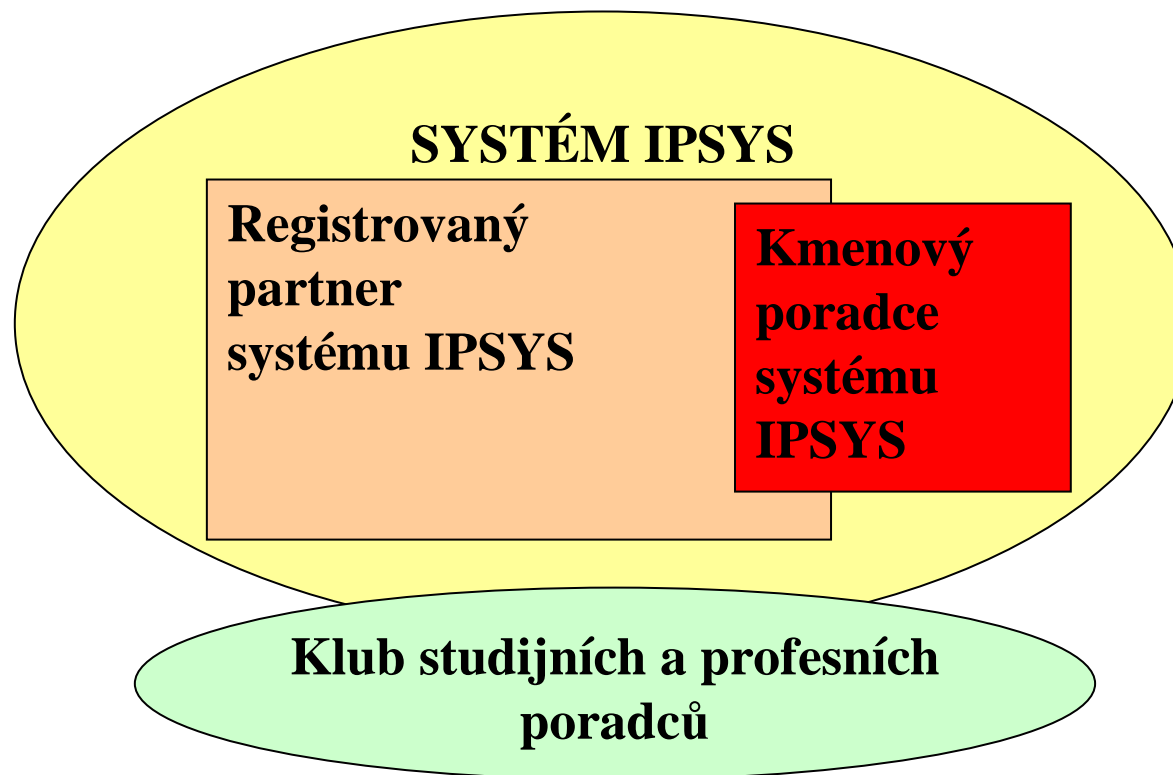 SYSTÉM IPSYS
Registrovaný
partner
systému IPSYS
Kmenový
poradce
systému
IPSYS
Klub studijních a profesních
poradců